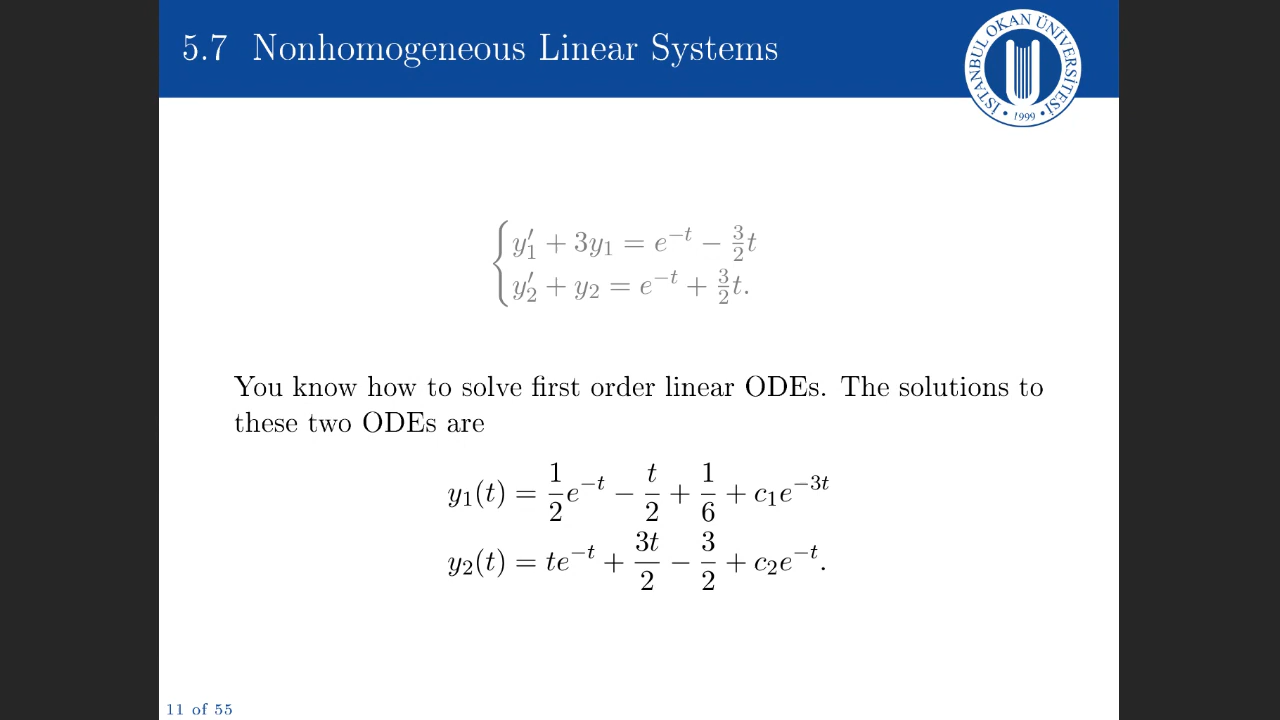 5.7 Nonhomogeneous Linear Systems
İSTANBUL OKAN ÜNİVERSİTESİ
• 1999 •
{ y₁′ + 3y₁ = e^{−t} − 3/2 t
y₂′ + y₂ = e^{−t} + 3/2 t.
You know how to solve first order linear ODEs. The solutions to
these two ODEs are
y₁(t) = 1/2 e^{−t} − t/2 + 1/6 + c₁e^{−3t}
y₂(t) = te^{−t} + 3t/2 − 3/2 + c₂e^{−t}.
11 of 55